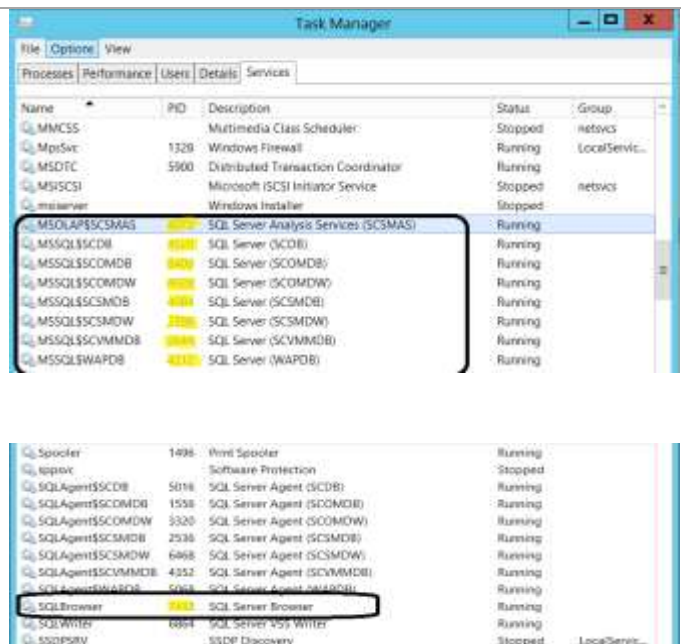 Task Manager
File Options View
Processes Performance Users Details Services
Name PID Description Status Group
MMCSS Multimedia Class Scheduler Stopped netsvcs
MpsSvc 1328 Windows Firewall Running LocalServic...
MSDTC 5900 Distributed Transaction Coordinator Running
MSiSCSI Microsoft iSCSI Initiator Service Stopped netsvcs
msiserver Windows Installer Stopped
MSOLAP$SCSMAS SQL Server Analysis Services (SCSMAS) Running
MSSQL$SCDB SQL Server (SCDB) Running
MSSQL$SCOMDB SQL Server (SCOMDB) Running
MSSQL$SCOMDW SQL Server (SCOMDW) Running
MSSQL$SCSMDB SQL Server (SCSMDB) Running
MSSQL$SCSMDW SQL Server (SCSMDW) Running
MSSQL$SCVMMDB SQL Server (SCVMMDB) Running
MSSQL$WAPDB SQL Server (WAPDB) Running
Spooler 1496 Print Spooler Running
sppsvc Software Protection Stopped
SQLAgent$SCDB 5016 SQL Server Agent (SCDB) Running
SQLAgent$SCOMDB 1556 SQL Server Agent (SCOMDB) Running
SQLAgent$SCOMDW 3320 SQL Server Agent (SCOMDW) Running
SQLAgent$SCSMDB 2536 SQL Server Agent (SCSMDB) Running
SQLAgent$SCSMDW 6468 SQL Server Agent (SCSMDW) Running
SQLAgent$SCVMMDB 4352 SQL Server Agent (SCVMMDB) Running
SQLAgent$WAPDB 5068 SQL Server Agent (WAPDB) Running
SQLBrowser SQL Server Browser Running
SQLWriter 6864 SQL Server VSS Writer Running
SSDPSRV SSDP Discovery Stopped LocalServic...